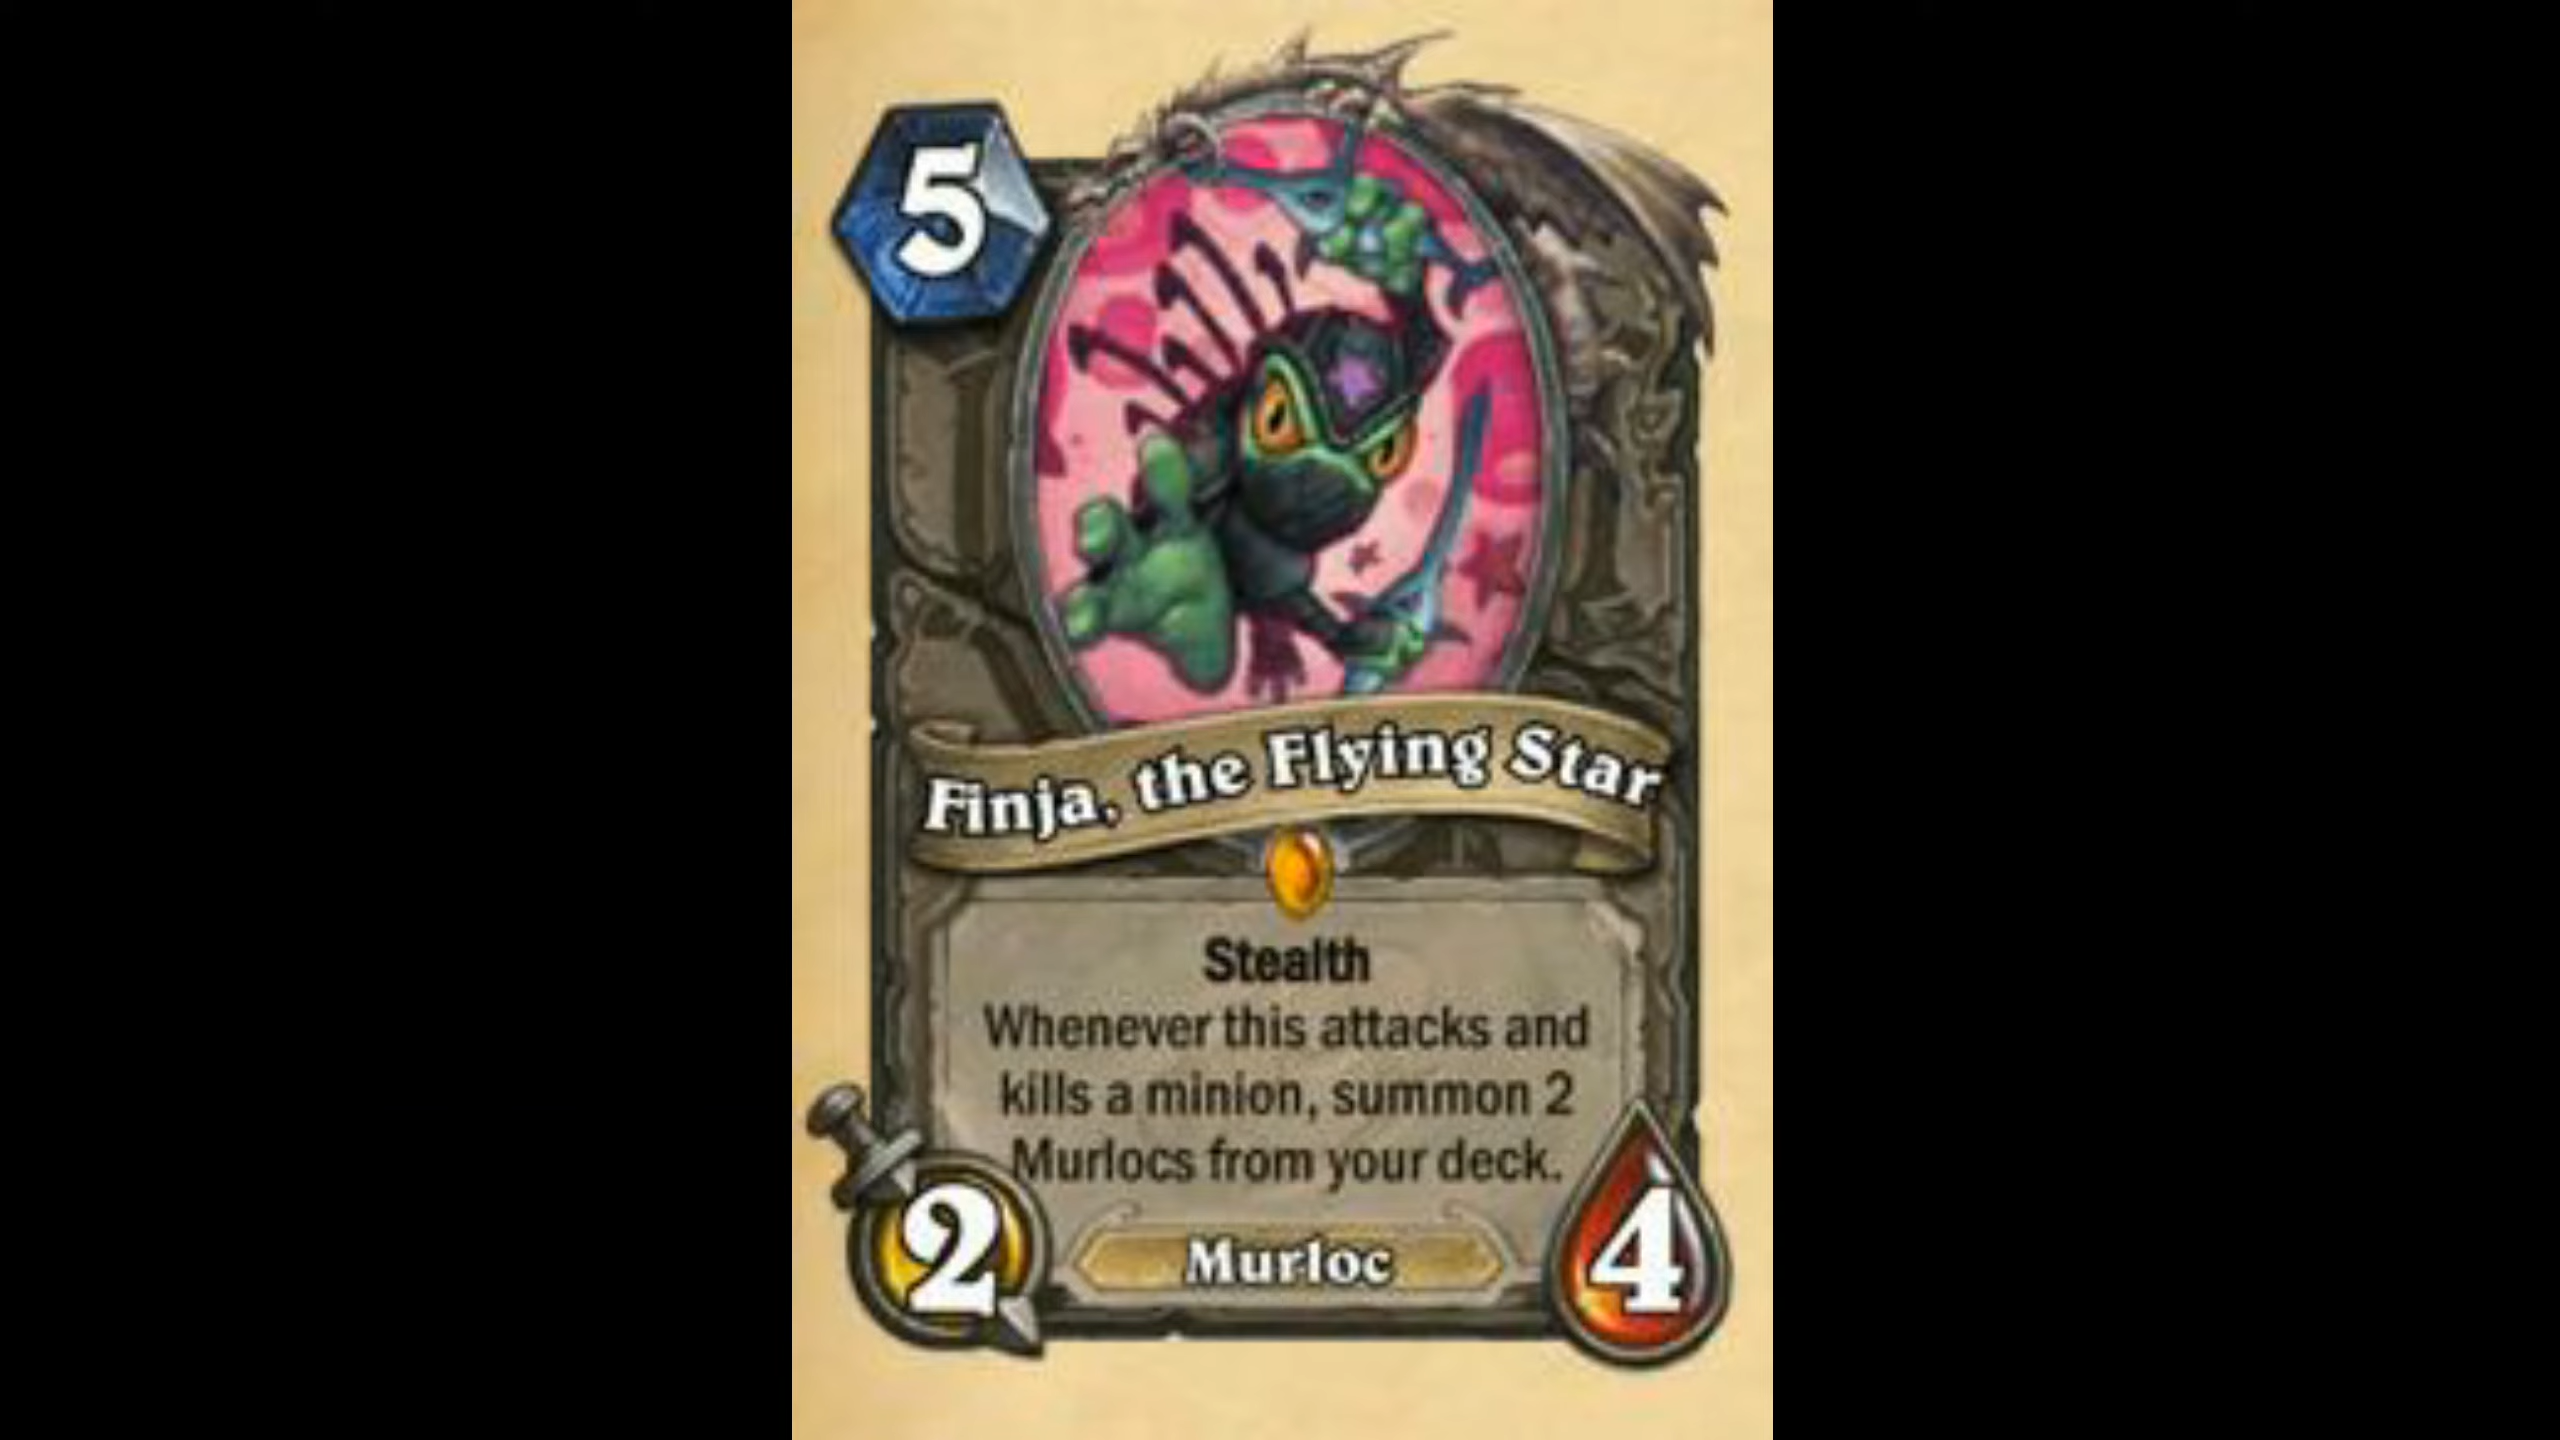 5
Finja, the Flying Star
Stealth
Whenever this attacks and
kills a minion, summon 2
Murlocs from your deck.
2
Murloc
4